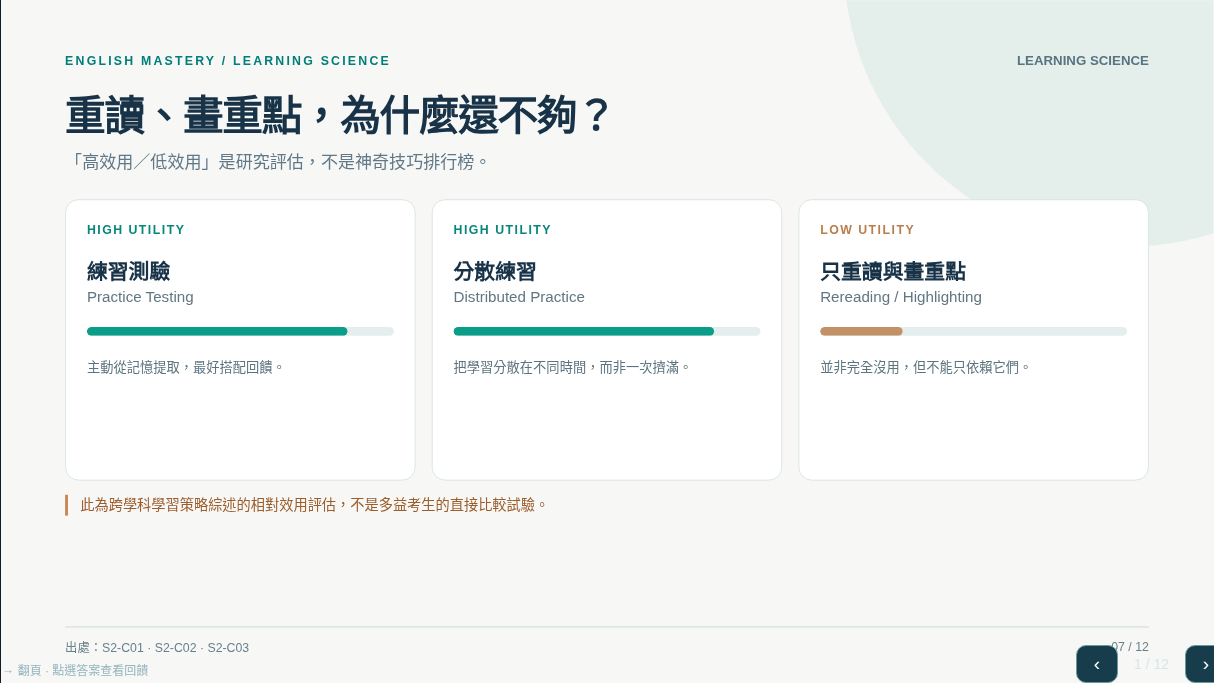 ENGLISH MASTERY / LEARNING SCIENCE
LEARNING SCIENCE
重讀、畫重點，為什麼還不夠？
「高效用／低效用」是研究評估，不是神奇技巧排行榜。
HIGH UTILITY
練習測驗
Practice Testing
主動從記憶提取，最好搭配回饋。
HIGH UTILITY
分散練習
Distributed Practice
把學習分散在不同時間，而非一次擠滿。
LOW UTILITY
只重讀與畫重點
Rereading / Highlighting
並非完全沒用，但不能只依賴它們。
此為跨學科學習策略綜述的相對效用評估，不是多益考生的直接比較試驗。
出處：S2-C01 · S2-C02 · S2-C03
07 / 12
→ 翻頁 · 點選答案查看回饋
‹ 1 / 12 ›